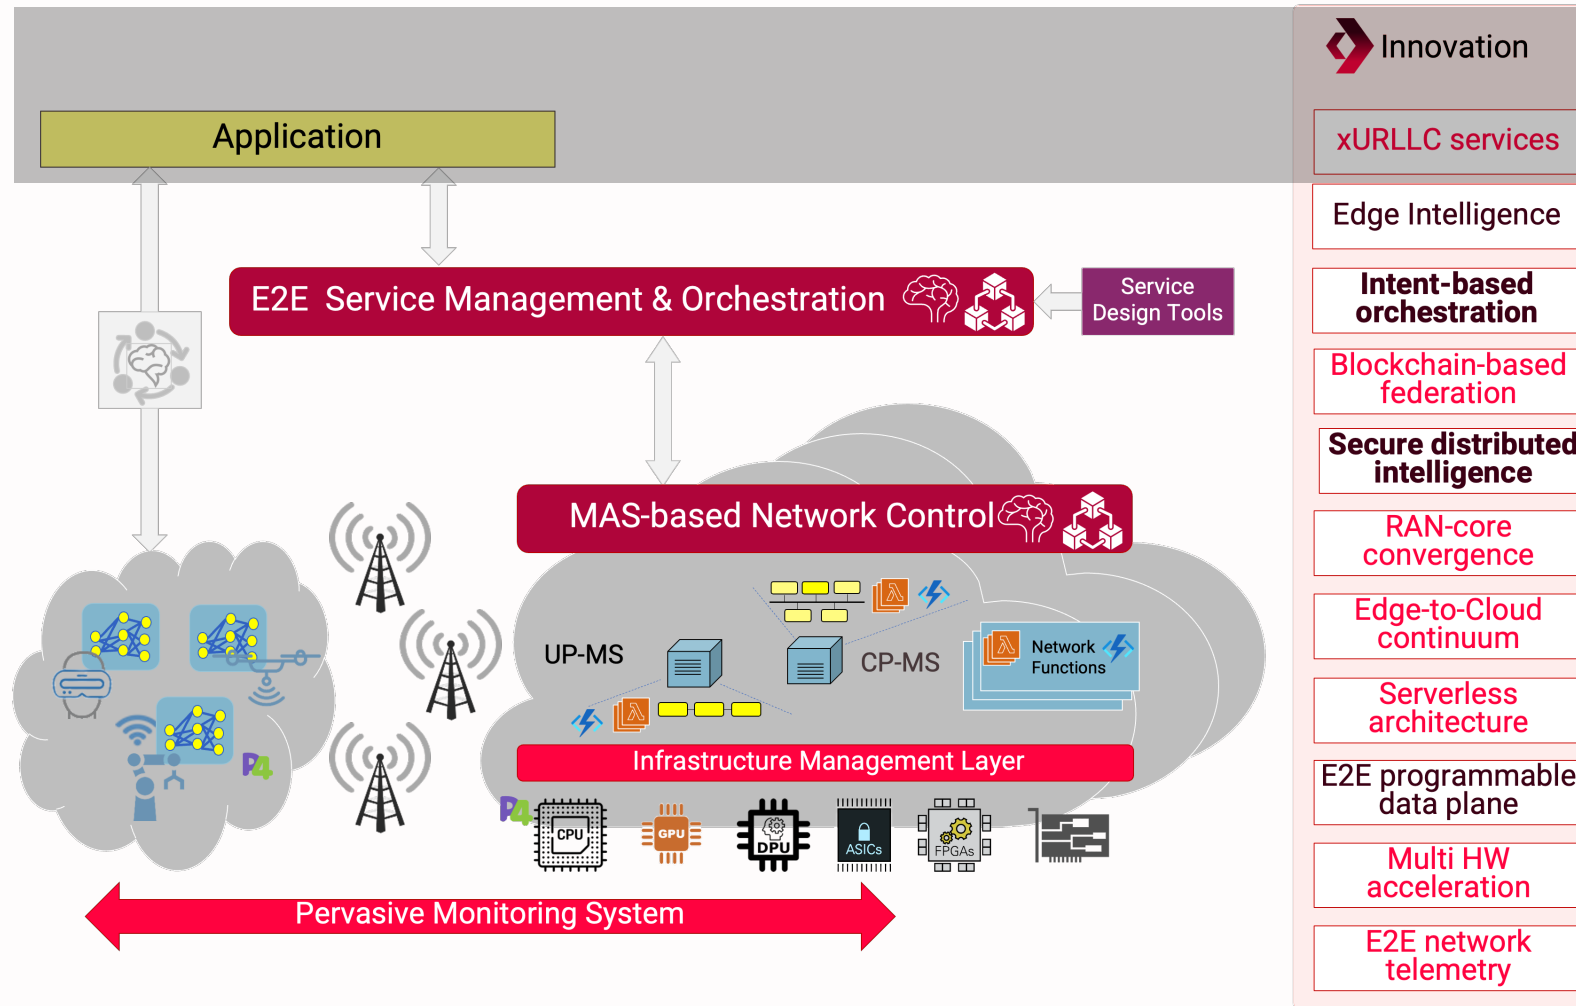 Innovation
Application
xURLLC services
Edge Intelligence
E2E Service Management & Orchestration
Service
Design Tools
Intent-based
orchestration
Blockchain-based
federation
Secure distributed
intelligence
MAS-based Network Control
RAN-core
convergence
λ
UP-MS
CP-MS
λ
Network
Functions
Edge-to-Cloud
continuum
λ
Serverless
architecture
P4
Infrastructure Management Layer
E2E programmable
data plane
P4
CPU
GPU
DPU
ASICs
FPGAs
Multi HW
acceleration
Pervasive Monitoring System
E2E network
telemetry